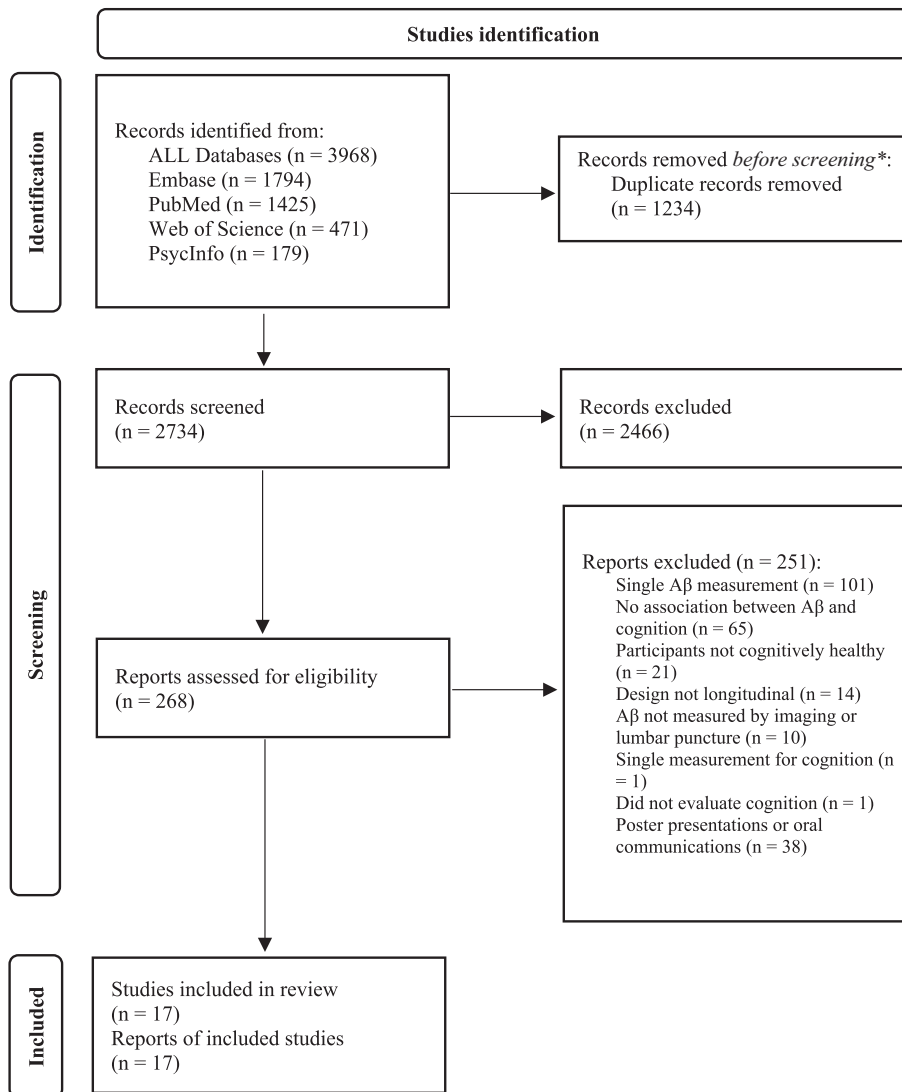 Studies identification
Identification
Records identified from:
ALL Databases (n = 3968)
Embase (n = 1794)
PubMed (n = 1425)
Web of Science (n = 471)
PsycInfo (n = 179)
Records removed before screening*:
Duplicate records removed
(n = 1234)
Screening
Records screened
(n = 2734)
Records excluded
(n = 2466)
Reports assessed for eligibility
(n = 268)
Reports excluded (n = 251):
Single Aβ measurement (n = 101)
No association between Aβ and
cognition (n = 65)
Participants not cognitively healthy
(n = 21)
Design not longitudinal (n = 14)
Aβ not measured by imaging or
lumbar puncture (n = 10)
Single measurement for cognition (n
= 1)
Did not evaluate cognition (n = 1)
Poster presentations or oral
communications (n = 38)
Included
Studies included in review
(n = 17)
Reports of included studies
(n = 17)